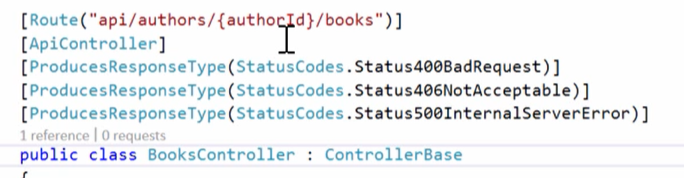 [Route("api/authors/{authorId}/books")]
[ApiController]
[ProducesResponseType(StatusCodes.Status400BadRequest)]
[ProducesResponseType(StatusCodes.Status406NotAcceptable)]
[ProducesResponseType(StatusCodes.Status500InternalServerError)]
1 reference | 0 requests
public class BooksController : ControllerBase
{